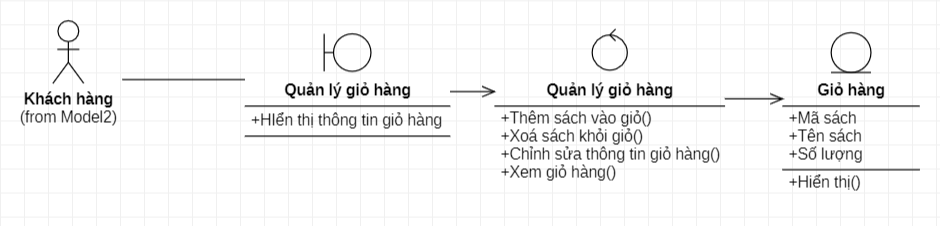 Khách hàng
(from Model2)
Quản lý giỏ hàng
+HIển thị thông tin giỏ hàng
Quản lý giỏ hàng
+Thêm sách vào giỏ()
+Xoá sách khỏi giỏ()
+Chỉnh sửa thông tin giỏ hàng()
+Xem giỏ hàng()
Giỏ hàng
+Mã sách
+Tên sách
+Số lượng
+Hiển thị()